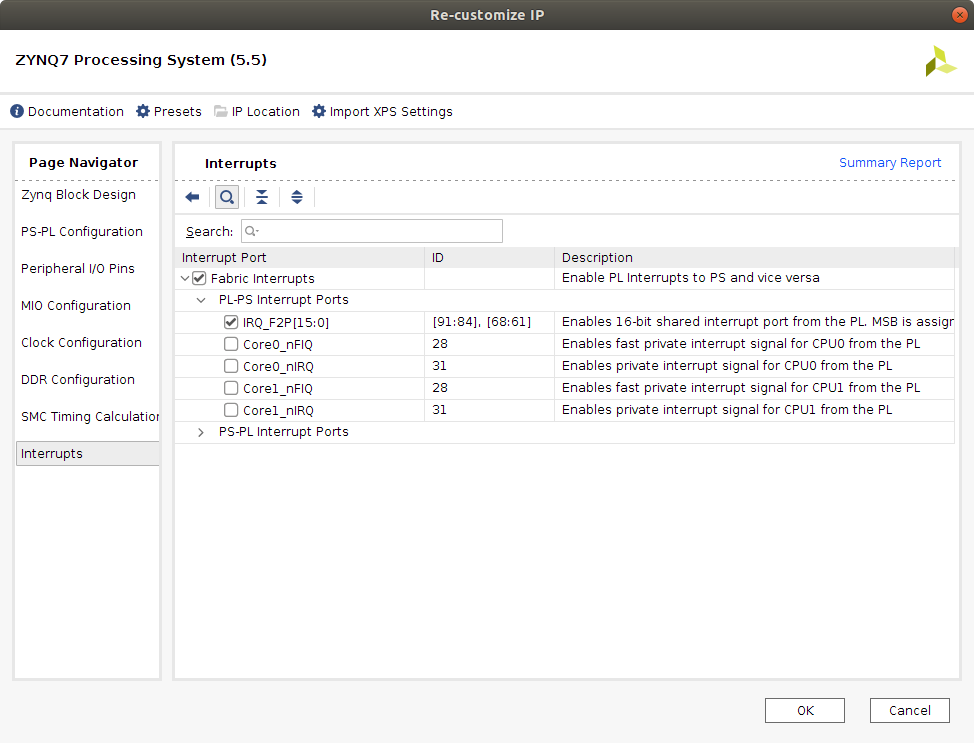 Re-customize IP
ZYNQ7 Processing System (5.5)
Documentation Presets IP Location Import XPS Settings
Page Navigator
Zynq Block Design
PS-PL Configuration
Peripheral I/O Pins
MIO Configuration
Clock Configuration
DDR Configuration
SMC Timing Calculation
Interrupts
Interrupts Summary Report
Search:
Interrupt Port ID Description
Fabric Interrupts Enable PL Interrupts to PS and vice versa
PL-PS Interrupt Ports
IRQ_F2P[15:0] [91:84], [68:61] Enables 16-bit shared interrupt port from the PL. MSB is assign
Core0_nFIQ 28 Enables fast private interrupt signal for CPU0 from the PL
Core0_nIRQ 31 Enables private interrupt signal for CPU0 from the PL
Core1_nFIQ 28 Enables fast private interrupt signal for CPU1 from the PL
Core1_nIRQ 31 Enables private interrupt signal for CPU1 from the PL
PS-PL Interrupt Ports
OK Cancel